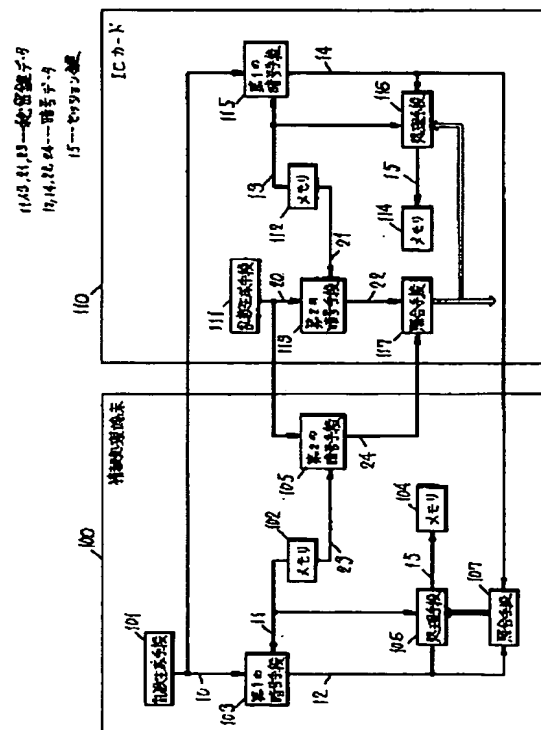 11,13,21,23---秘密鍵データ
12,14,22,24---暗号データ
15---セッション鍵
110
ICカード
111
乱数生成手段
20
112
メモリ
13
21
115
第1の暗号手段
14
113
第2の暗号手段
22
117
照合手段
116
処理手段
15
114
メモリ
100
情報処理端末
101
乱数生成手段
10
103
第1の暗号手段
11
102
メモリ
23
105
第2の暗号手段
24
12
106
処理手段
15
104
メモリ
107
照合手段